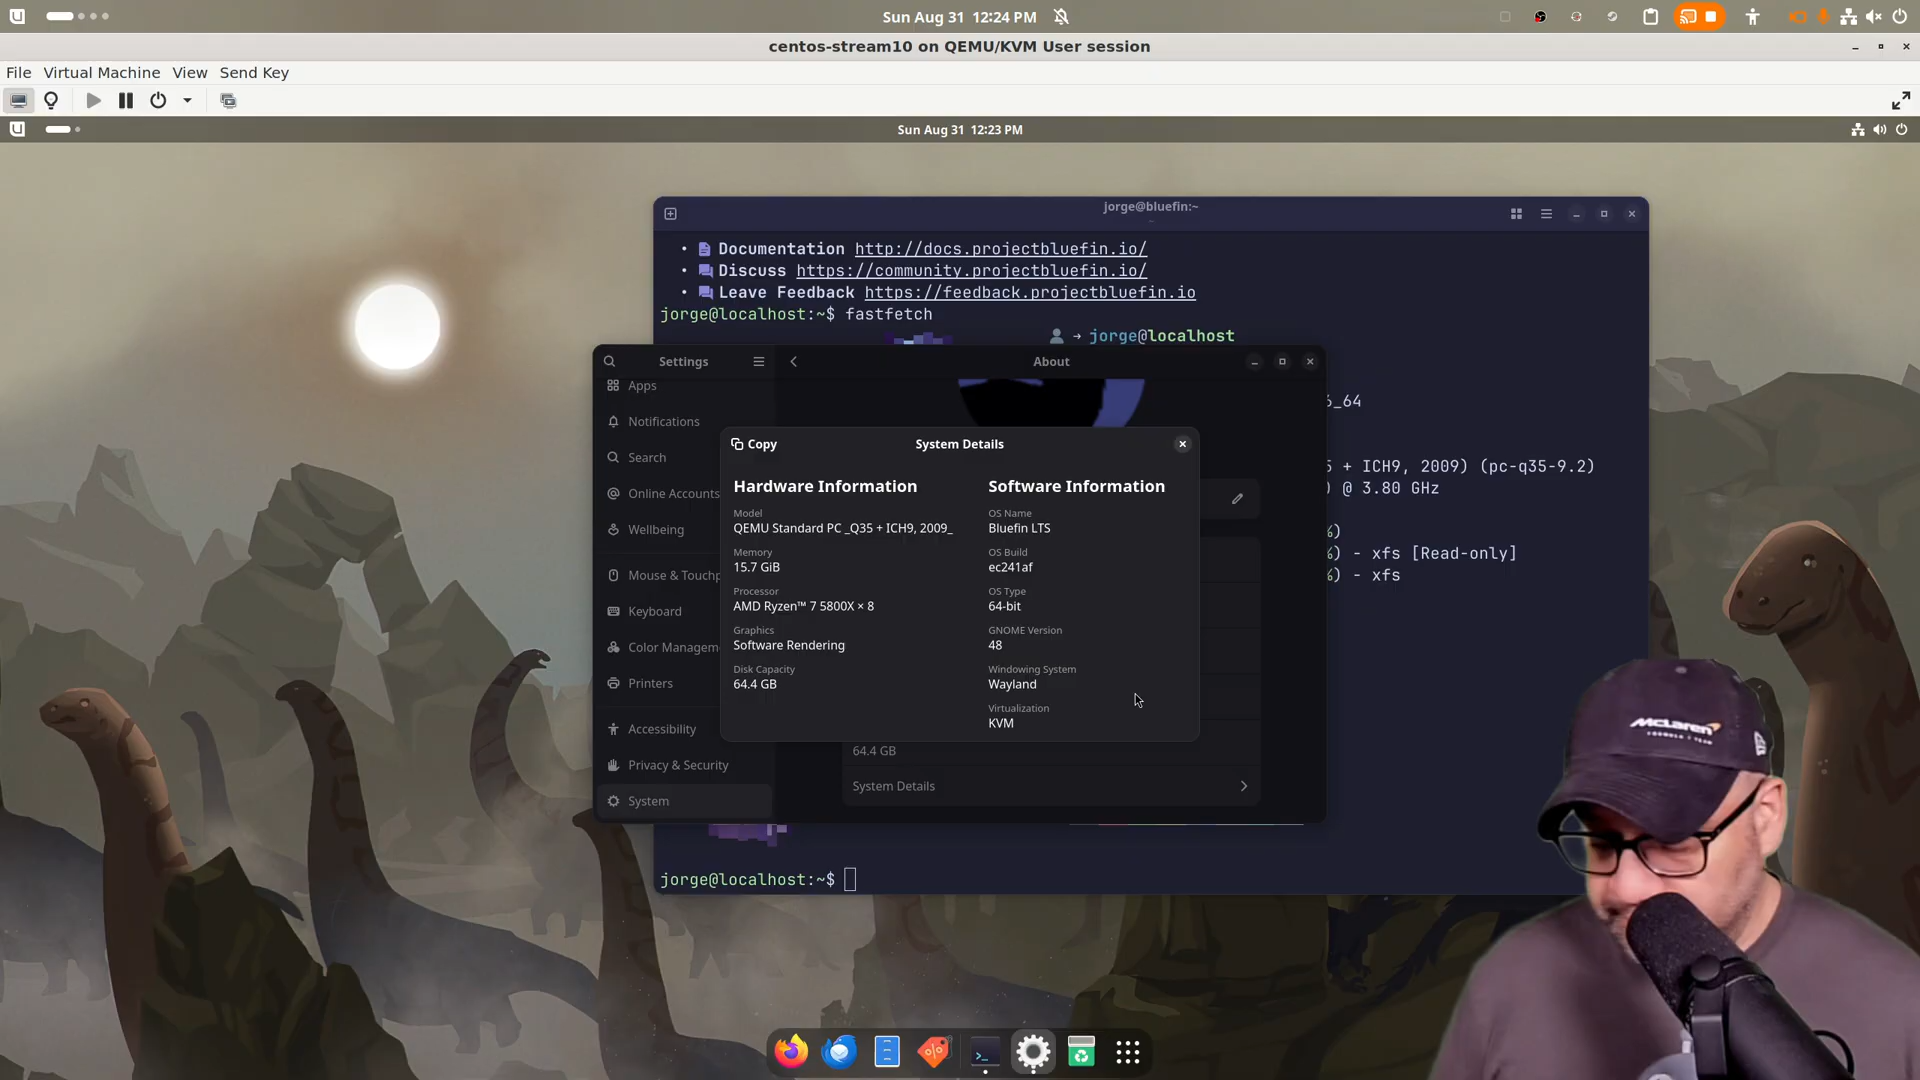 Sun Aug 31 12:24 PM
centos-stream10 on QEMU/KVM User session
File Virtual Machine View Send Key
Sun Aug 31 12:23 PM
jorge@bluefin:~
~
• Documentation http://docs.projectbluefin.io/
• Discuss https://community.projectbluefin.io/
• Leave Feedback https://feedback.projectbluefin.io
jorge@localhost:~$ fastfetch
→ jorge@localhost
6_64
5 + ICH9, 2009) (pc-q35-9.2)
) @ 3.80 GHz
%)
%) - xfs [Read-only]
%) - xfs
jorge@localhost:~$
Settings
Apps
Notifications
Search
Online Accounts
Wellbeing
Mouse & Touchp
Keyboard
Color Managem
Printers
Accessibility
Privacy & Security
System
About
64.4 GB
System Details
Copy
System Details
Hardware Information
Model
QEMU Standard PC _Q35 + ICH9, 2009_
Memory
15.7 GiB
Processor
AMD Ryzen™ 7 5800X × 8
Graphics
Software Rendering
Disk Capacity
64.4 GB
Software Information
OS Name
Bluefin LTS
OS Build
ec241af
OS Type
64-bit
GNOME Version
48
Windowing System
Wayland
Virtualization
KVM
McLaren